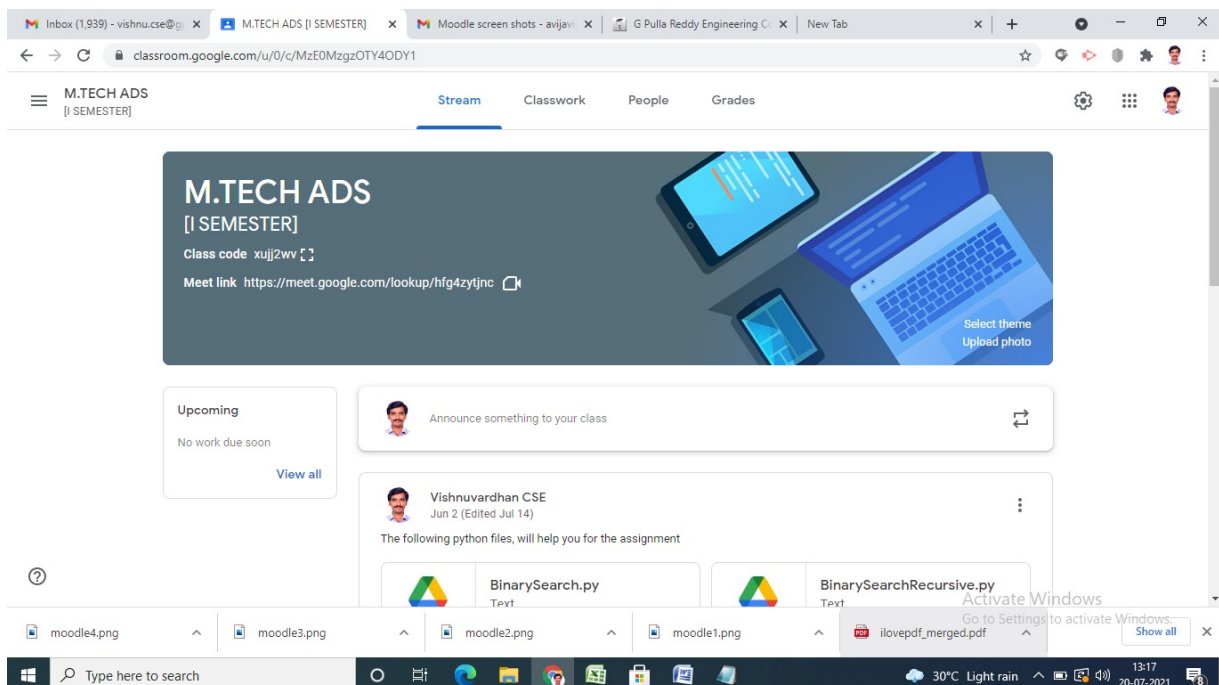 Inbox (1,939) - vishnu.cse@g
M.TECH ADS [I SEMESTER]
Moodle screen shots - avijavi
G Pulla Reddy Engineering C
New Tab
classroom.google.com/u/0/c/MzE0MzgzOTY4ODY1
M.TECH ADS
[I SEMESTER]
Stream
Classwork
People
Grades
M.TECH ADS
[I SEMESTER]
Class code xujj2wv
Meet link https://meet.google.com/lookup/hfg4zytjnc
Select theme
Upload photo
Upcoming
No work due soon
View all
Announce something to your class
Vishnuvardhan CSE
Jun 2 (Edited Jul 14)
The following python files, will help you for the assignment
BinarySearch.py
Text
BinarySearchRecursive.py
Text
Activate Windows
Go to Settings to activate Windows.
moodle4.png
moodle3.png
moodle2.png
moodle1.png
PDF
ilovepdf_merged.pdf
Show all
Type here to search
30°C Light rain
13:17
20-07-2021
8